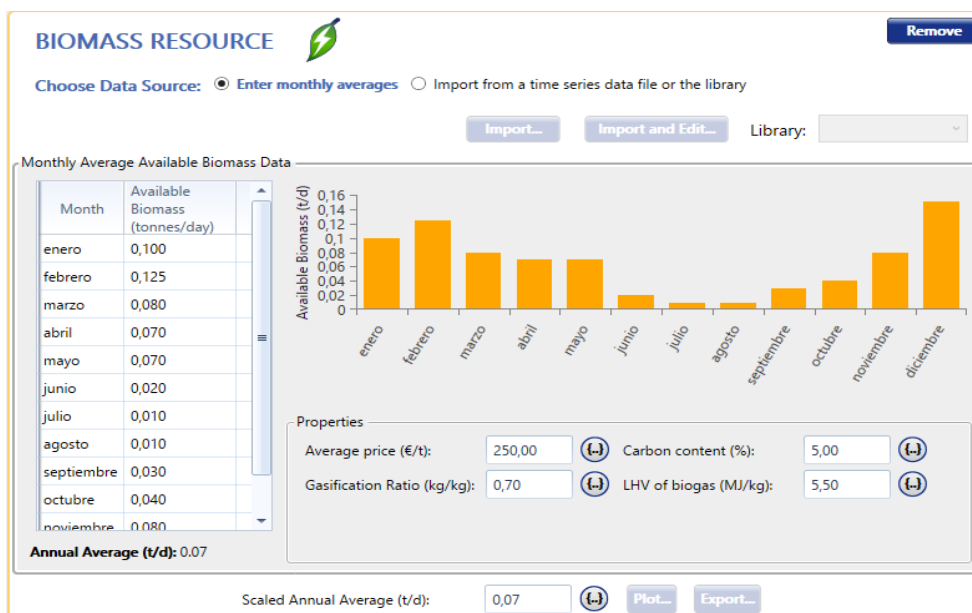 BIOMASS RESOURCE
Remove
Choose Data Source: Enter monthly averages Import from a time series data file or the library
Import... Import and Edit... Library:
Monthly Average Available Biomass Data
Month Available Biomass (tonnes/day)
enero 0,100
febrero 0,125
marzo 0,080
abril 0,070
mayo 0,070
junio 0,020
julio 0,010
agosto 0,010
septiembre 0,030
octubre 0,040
noviembre 0,080
Annual Average (t/d): 0.07
Available Biomass (t/d)
0,16
0,14
0,12
0,1
0,08
0,06
0,04
0,02
0
enero febrero marzo abril mayo junio julio agosto septiembre octubre noviembre diciembre
Properties
Average price (€/t): 250,00 {..} Carbon content (%): 5,00 {..}
Gasification Ratio (kg/kg): 0,70 {..} LHV of biogas (MJ/kg): 5,50 {..}
Scaled Annual Average (t/d): 0,07 {..} Plot... Export...